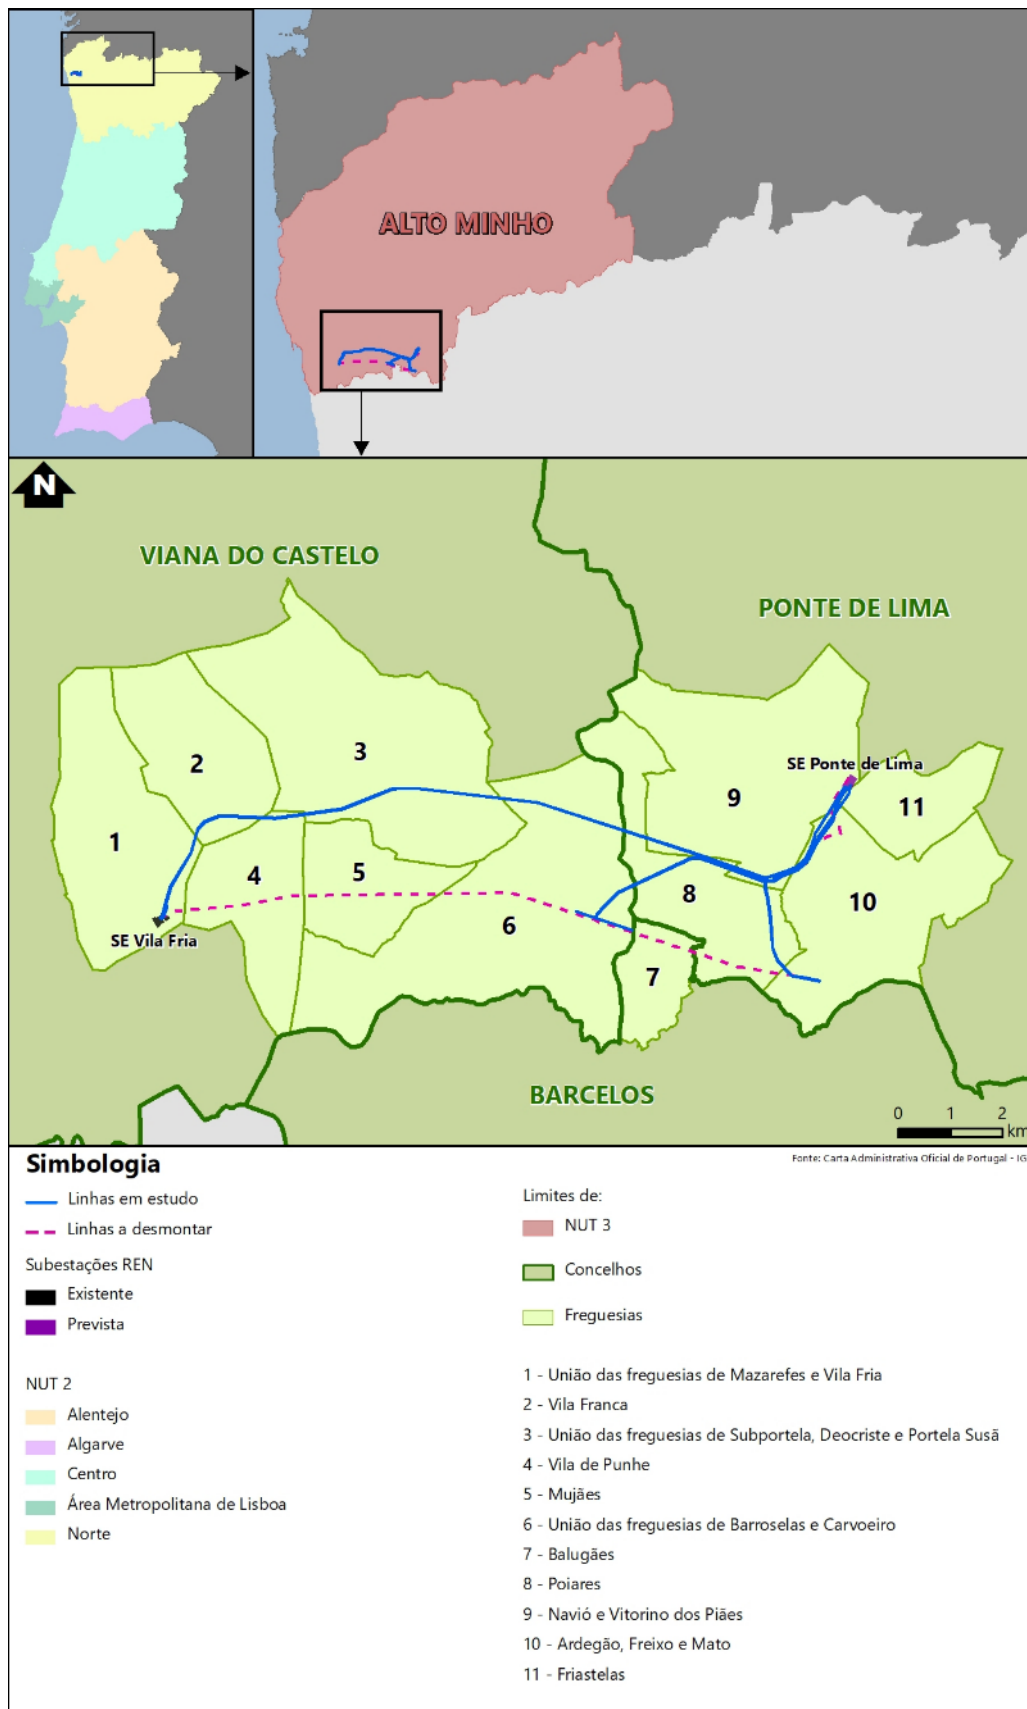 ALTO MINHO
N
VIANA DO CASTELO
PONTE DE LIMA
1
2
3
4
5
6
7
8
9
10
11
SE Ponte de Lima
SE Vila Fria
BARCELOS
0 1 2
km
Fonte: Carta Administrativa Oficial de Portugal - IG
Simbologia
Linhas em estudo
Linhas a desmontar
Subestações REN
Existente
Prevista
NUT 2
Alentejo
Algarve
Centro
Área Metropolitana de Lisboa
Norte
Limites de:
NUT 3
Concelhos
Freguesias
1 - União das freguesias de Mazarefes e Vila Fria
2 - Vila Franca
3 - União das freguesias de Subportela, Deocriste e Portela Susã
4 - Vila de Punhe
5 - Mujães
6 - União das freguesias de Barroselas e Carvoeiro
7 - Balugães
8 - Poiares
9 - Navió e Vitorino dos Piães
10 - Ardegão, Freixo e Mato
11 - Friastelas